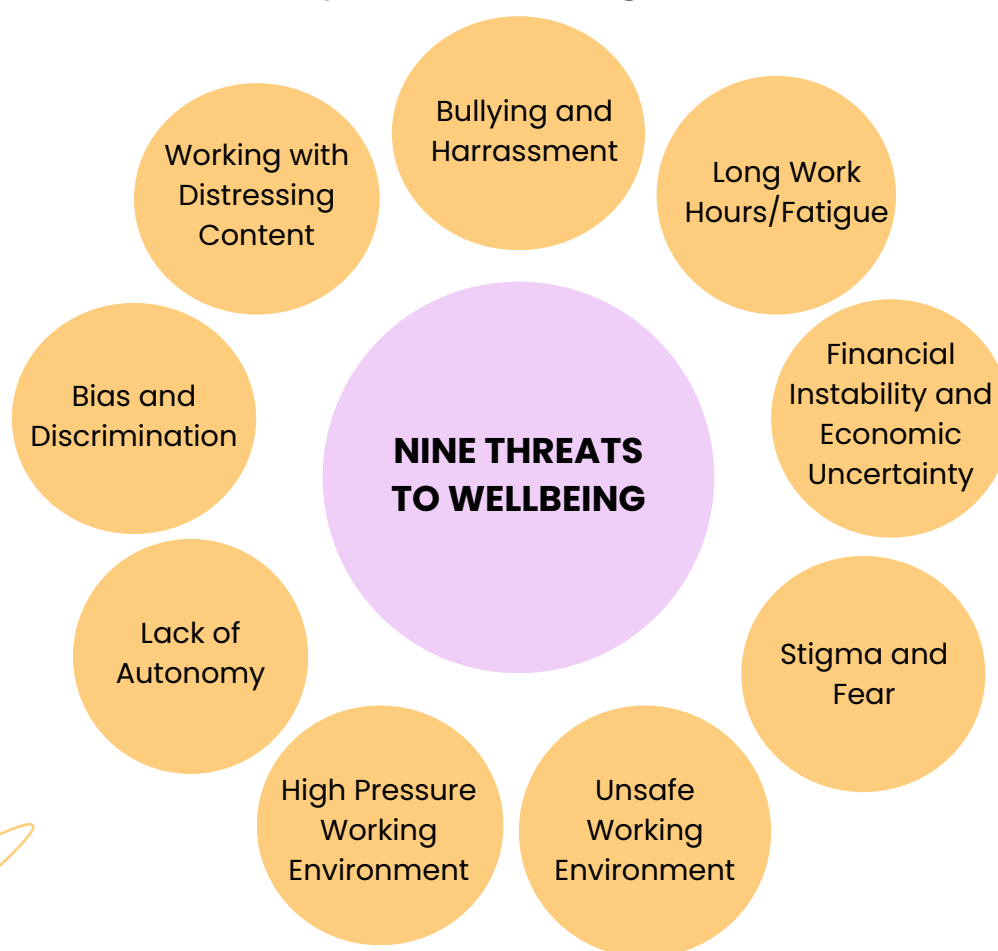 Bullying and
Harrassment
Working with
Distressing
Content
Long Work
Hours/Fatigue
Bias and
Discrimination
Financial
Instability and
Economic
Uncertainty
NINE THREATS
TO WELLBEING
Lack of
Autonomy
Stigma and
Fear
High Pressure
Working
Environment
Unsafe
Working
Environment